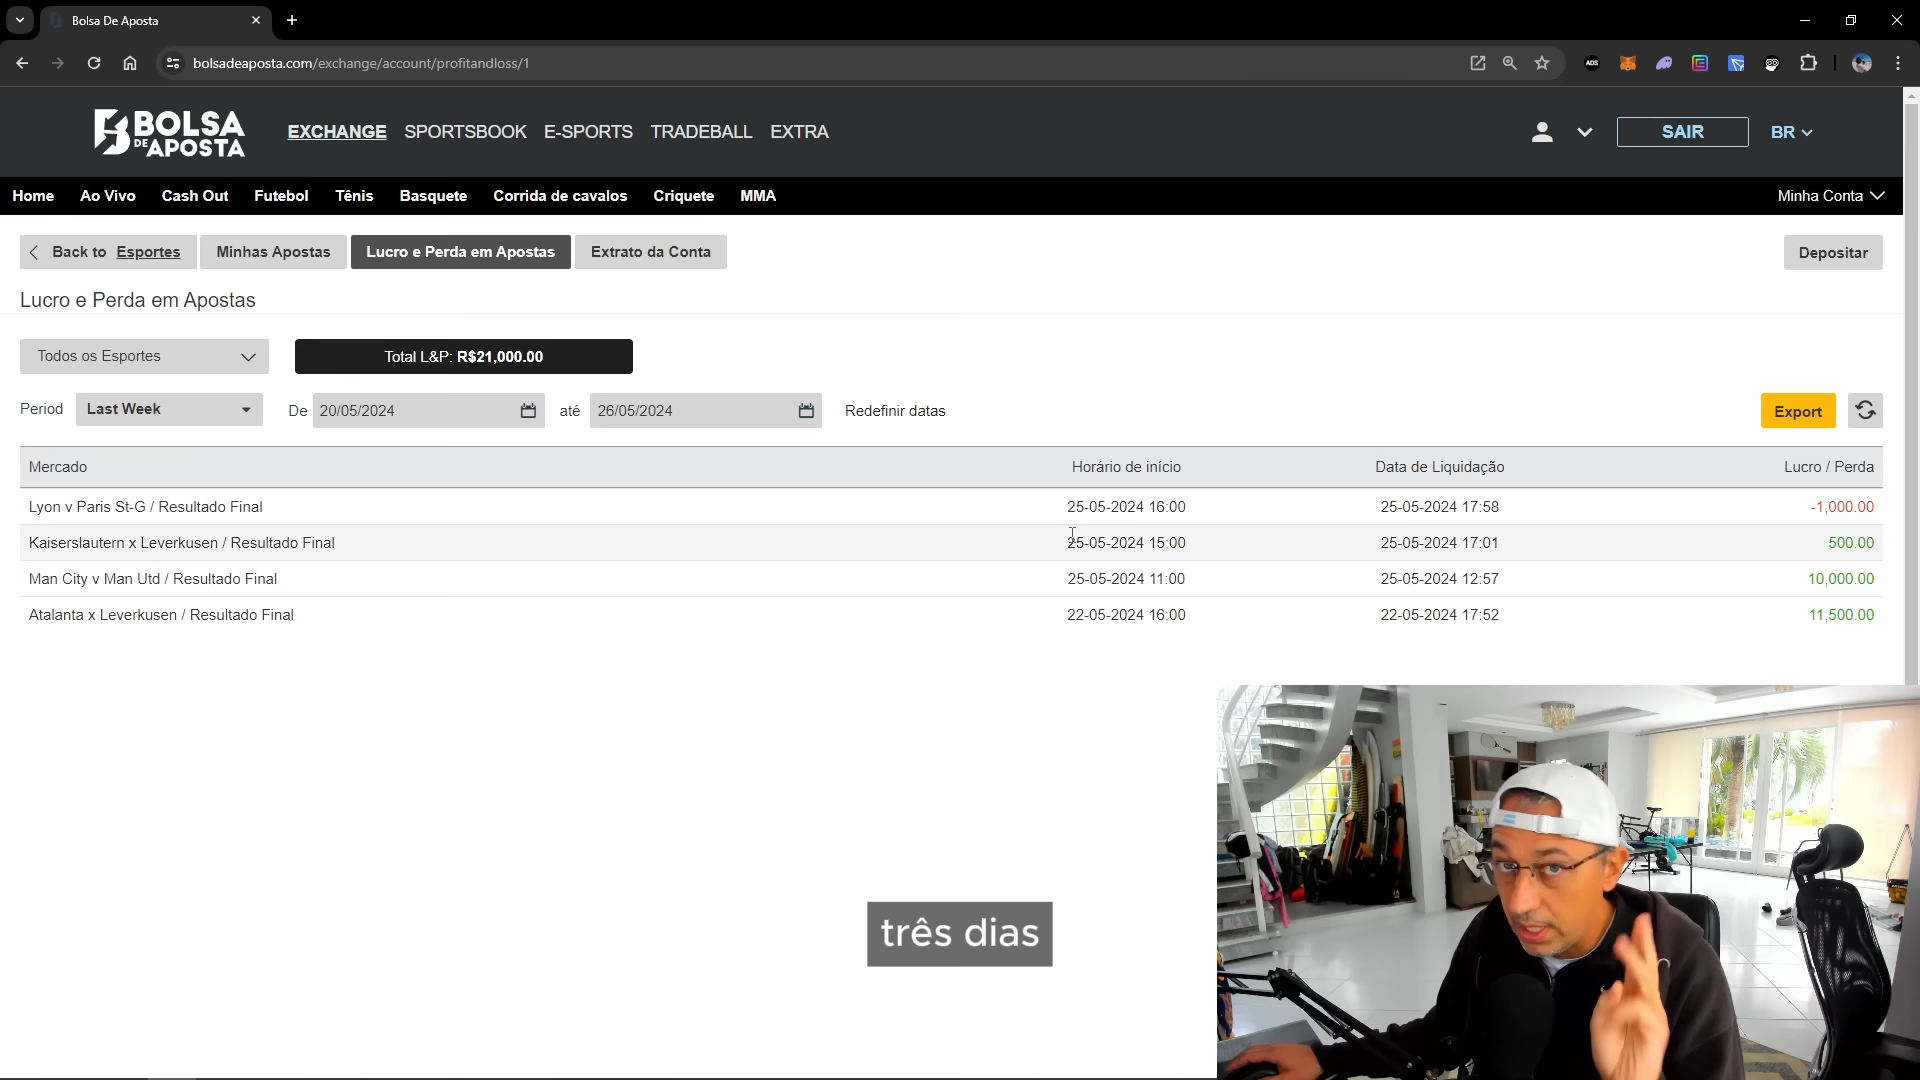 Bolsa De Aposta
bolsadeaposta.com/exchange/account/profitandloss/1
ADS
BOLSA
DE APOSTA
EXCHANGE SPORTSBOOK E-SPORTS TRADEBALL EXTRA
SAIR
BR
Home Ao Vivo Cash Out Futebol Tênis Basquete Corrida de cavalos Criquete MMA
Minha Conta
Back to Esportes Minhas Apostas Lucro e Perda em Apostas Extrato da Conta
Depositar
Lucro e Perda em Apostas
Todos os Esportes
Total L&P: R$21,000.00
Period Last Week De 20/05/2024 até 26/05/2024 Redefinir datas
Export
Mercado Horário de início Data de Liquidação Lucro / Perda
Lyon v Paris St-G / Resultado Final 25-05-2024 16:00 25-05-2024 17:58 -1,000.00
Kaiserslautern x Leverkusen / Resultado Final 25-05-2024 15:00 25-05-2024 17:01 500.00
Man City v Man Utd / Resultado Final 25-05-2024 11:00 25-05-2024 12:57 10,000.00
Atalanta x Leverkusen / Resultado Final 22-05-2024 16:00 22-05-2024 17:52 11,500.00
três dias